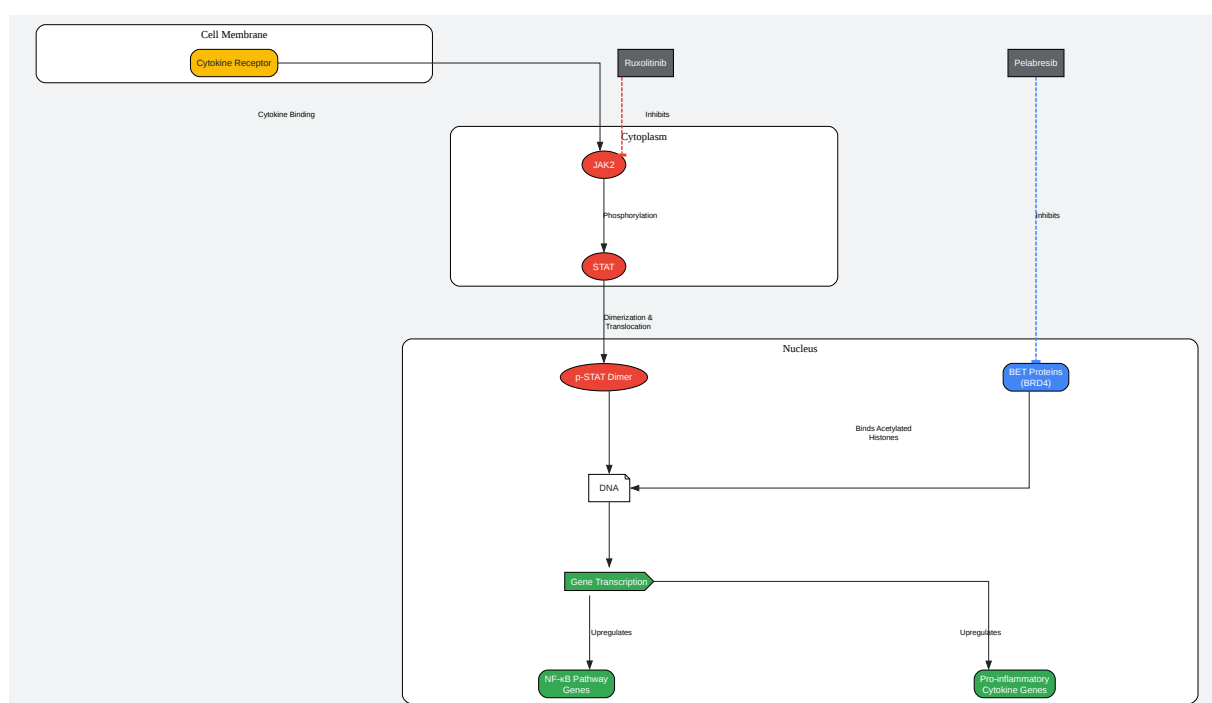 Cell Membrane
Cytokine Receptor
Ruxolitinib
Pelabresib
Cytokine Binding
Inhibits
Cytoplasm
JAK2
Phosphorylation
Inhibits
STAT
Dimerization &
Translocation
Nucleus
p-STAT Dimer
BET Proteins
(BRD4)
Binds Acetylated
Histones
DNA
Gene Transcription
Upregulates
Upregulates
NF-κB Pathway
Genes
Pro-inflammatory
Cytokine Genes